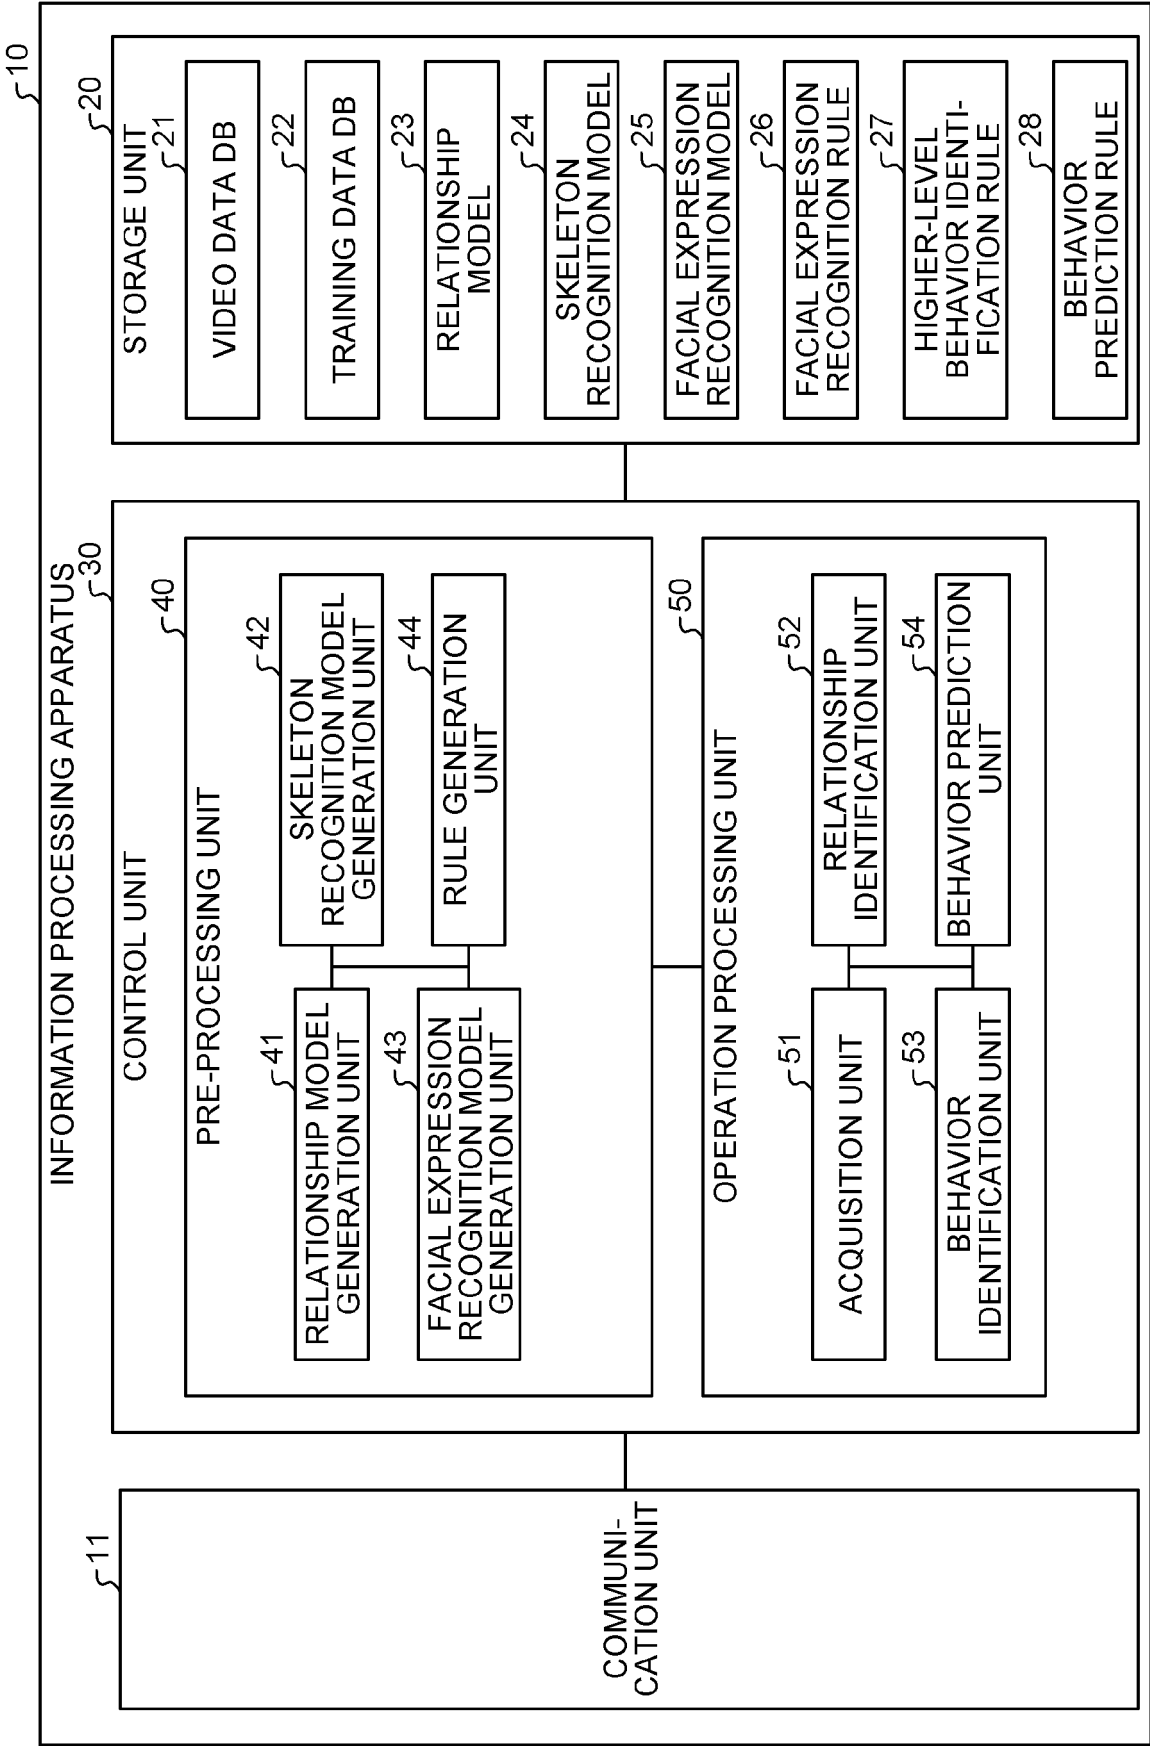 INFORMATION PROCESSING APPARATUS
10
11
COMMUNI-
CATION UNIT
30
CONTROL UNIT
40
PRE-PROCESSING UNIT
41
RELATIONSHIP MODEL
GENERATION UNIT
42
SKELETON
RECOGNITION MODEL
GENERATION UNIT
43
FACIAL EXPRESSION
RECOGNITION MODEL
GENERATION UNIT
44
RULE GENERATION
UNIT
50
OPERATION PROCESSING UNIT
51
ACQUISITION UNIT
52
RELATIONSHIP
IDENTIFICATION UNIT
53
BEHAVIOR
IDENTIFICATION UNIT
54
BEHAVIOR PREDICTION
UNIT
20
STORAGE UNIT
21
VIDEO DATA DB
22
TRAINING DATA DB
23
RELATIONSHIP
MODEL
24
SKELETON
RECOGNITION MODEL
25
FACIAL EXPRESSION
RECOGNITION MODEL
26
FACIAL EXPRESSION
RECOGNITION RULE
27
HIGHER-LEVEL
BEHAVIOR IDENTI-
FICATION RULE
28
BEHAVIOR
PREDICTION RULE